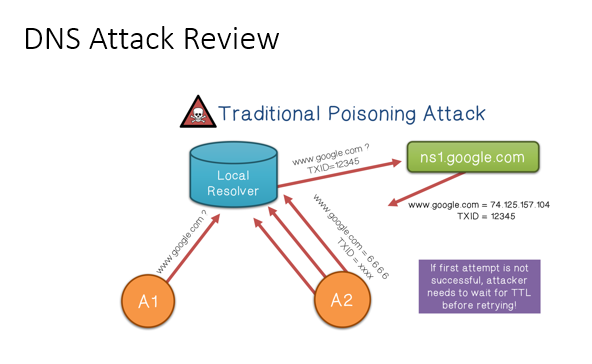 DNS Attack Review
Traditional Poisoning Attack
www.google.com ?
TXID=12345
ns1.google.com
Local
Resolver
www.google.com = 74.125.157.104
TXID = 12345
www.google.com ?
www.google.com = 6.6.6.6
TXID = xxxx
If first attempt is not
successful, attacker
needs to wait for TTL
before retrying!
A1
A2